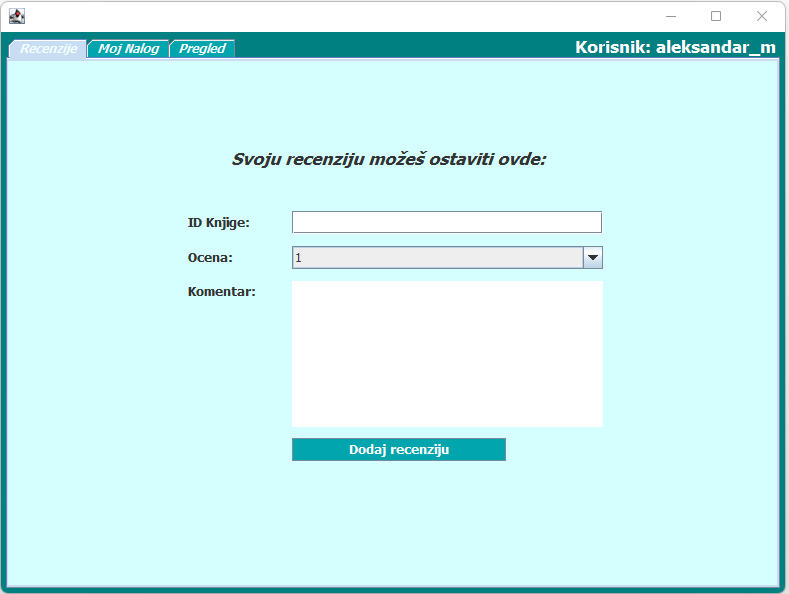 Recenzije Moj Nalog Pregled Korisnik: aleksandar_m
Svoju recenziju možeš ostaviti ovde:
ID Knjige:
Ocena: 1
Komentar:
Dodaj recenziju